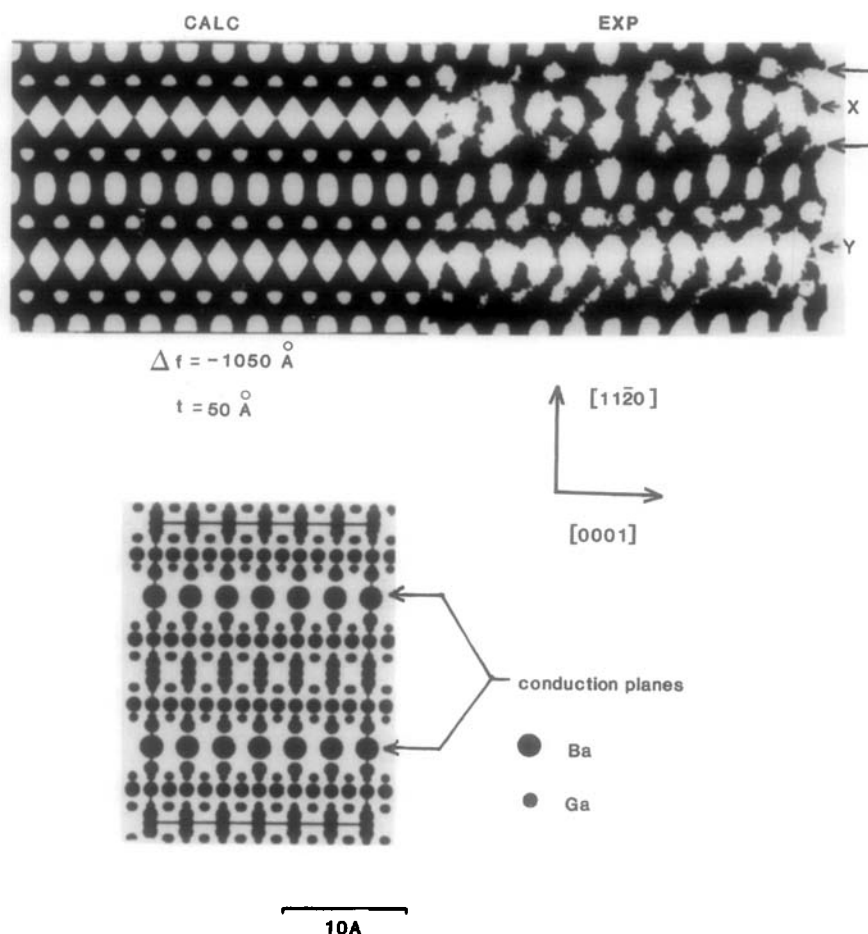 CALC EXP
X
Y
Δf = -1050 Å
t = 50 Å
[112̄0]
[0001]
conduction planes
Ba
Ga
10A